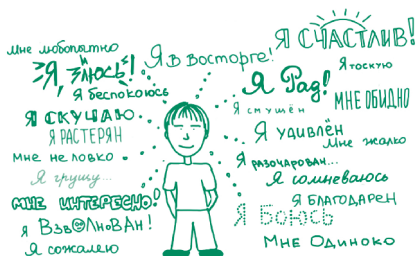 Мне любопытно
Я злюсь!
Я беспокоюсь
Я скучаю
Я растерян
Мне неловко
Я грущу...
Мне интересно!
Я взволнован!
Я сожалею
Я в восторге!
Я счастлив!
Я тоскую
Я рад!
Мне обидно
Я смущён
Я удивлён
Мне жалко
Я разочарован...
Я сомневаюсь
Я благодарен
Я боюсь
Мне одиноко